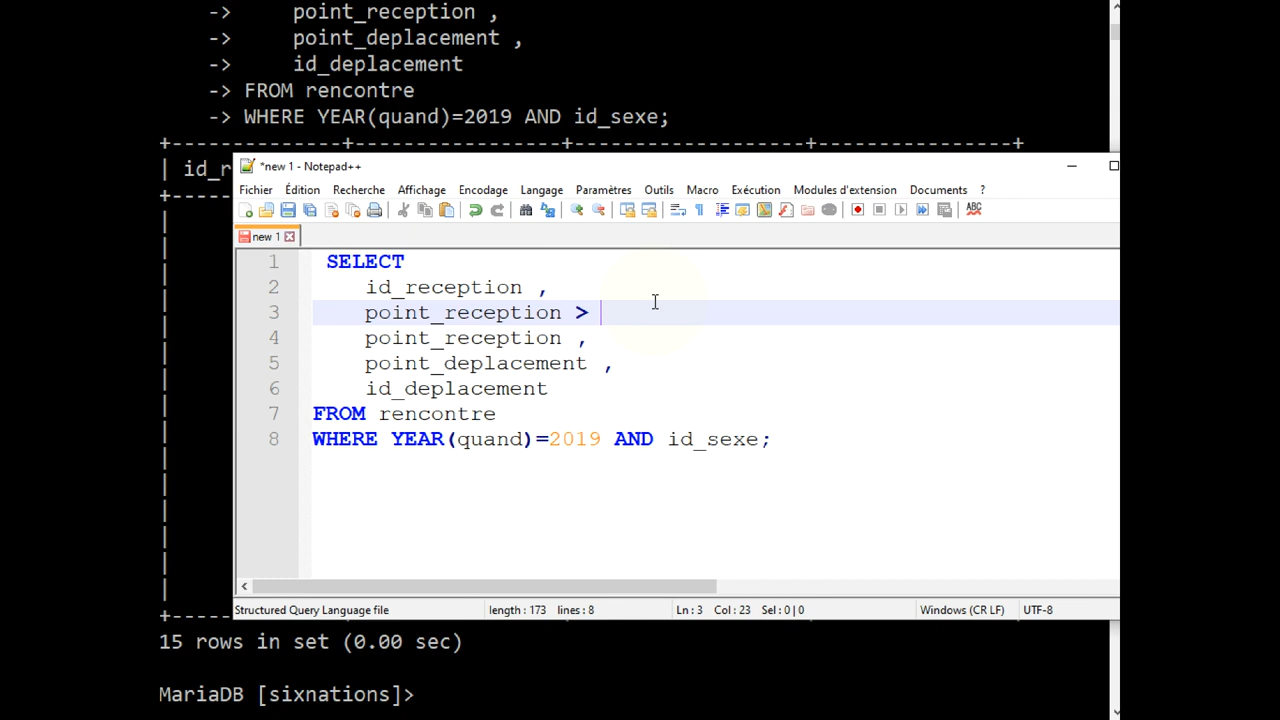 -> point_reception ,
-> point_deplacement ,
-> id_deplacement
-> FROM rencontre
-> WHERE YEAR(quand)=2019 AND id_sexe;
+--------------+-----------------+-------------------+----------------+
| id_r
*new 1 - Notepad++
Fichier Édition Recherche Affichage Encodage Langage Paramètres Outils Macro Exécution Modules d'extension Documents ?
new 1
1 SELECT
2 id_reception ,
3 point_reception >
4 point_reception ,
5 point_deplacement ,
6 id_deplacement
7 FROM rencontre
8 WHERE YEAR(quand)=2019 AND id_sexe;
Structured Query Language file length : 173 lines : 8 Ln : 3 Col : 23 Sel : 0 | 0 Windows (CR LF) UTF-8
15 rows in set (0.00 sec)
MariaDB [sixnations]>